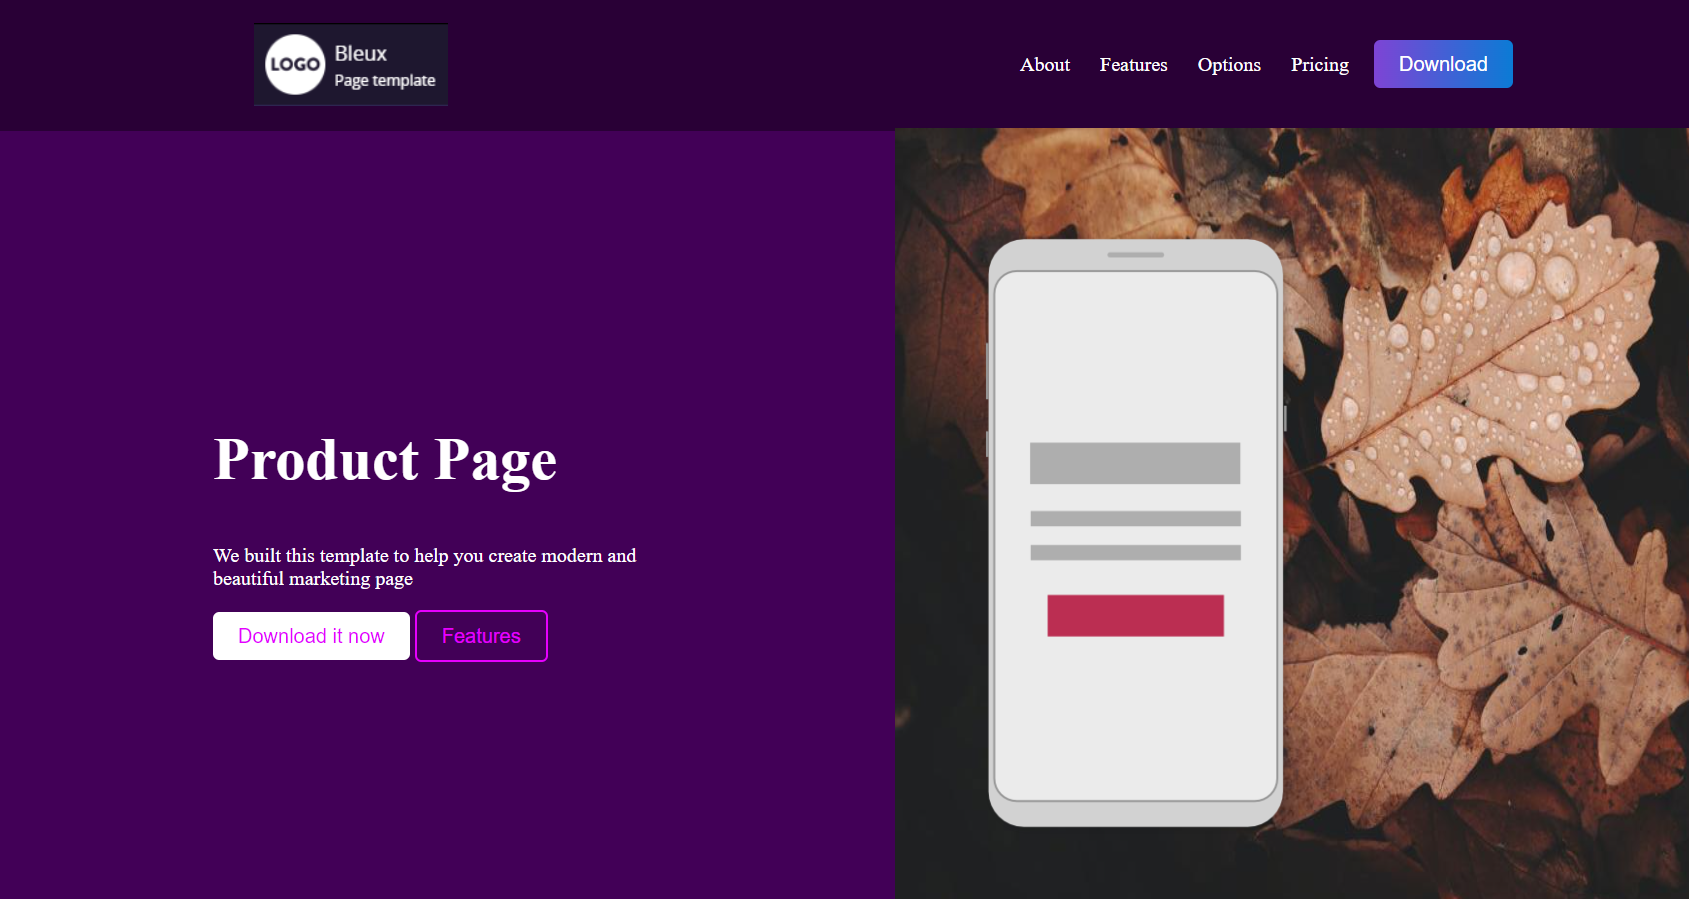 LOGO
Bleux
Page template
About
Features
Options
Pricing
Download
Product Page
We built this template to help you create modern and
beautiful marketing page
Download it now
Features